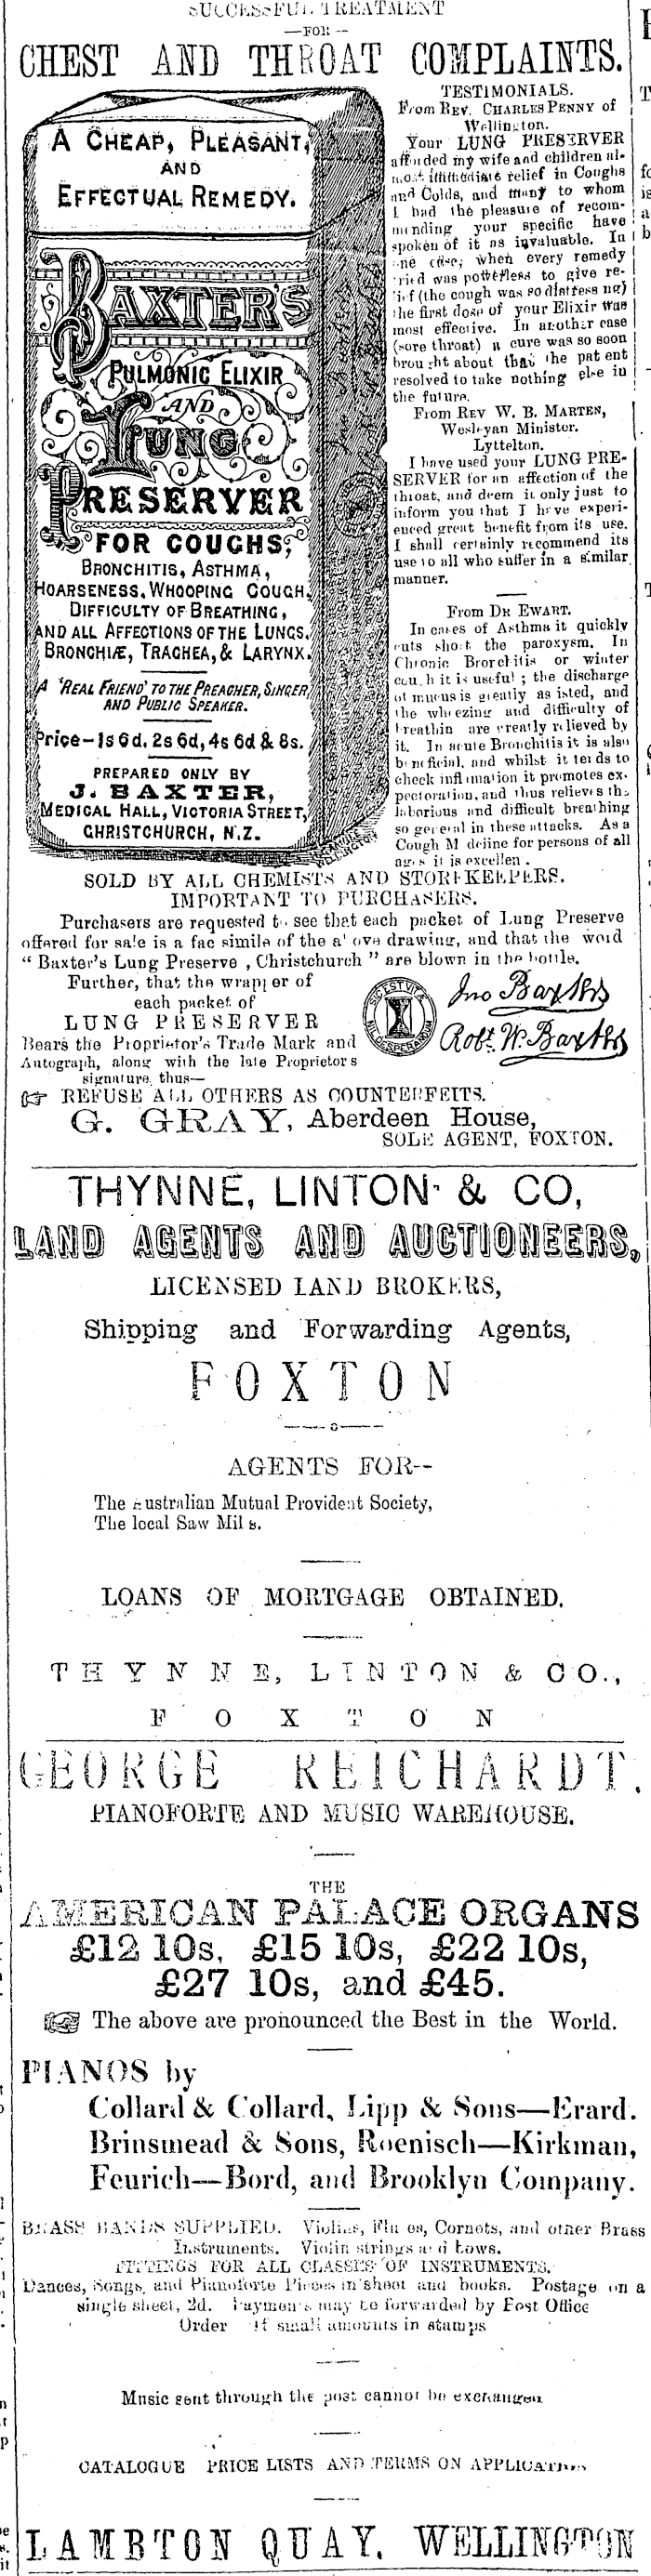 SUCCESSFUL TREATMENT
—FOR—
CHEST AND THROAT COMPLAINTS.
A CHEAP, PLEASANT,
AND
EFFECTUAL REMEDY.
BAXTER'S
PULMONIC ELIXIR
AND
LUNG
PRESERVER
FOR COUGHS,
BRONCHITIS, ASTHMA,
HOARSENESS, WHOOPING COUGH,
DIFFICULTY OF BREATHING,
AND ALL AFFECTIONS OF THE LUNGS,
BRONCHIÆ, TRACHEA, & LARYNX.
A 'REAL FRIEND' TO THE PREACHER, SINGER,
AND PUBLIC SPEAKER.
Price—1s 6d. 2s 6d, 4s 6d & 8s.
PREPARED ONLY BY
J. BAXTER,
MEDICAL HALL, VICTORIA STREET,
CHRISTCHURCH, N.Z.
TESTIMONIALS.
From REV. CHARLES PENNY of
Wellington.
Your LUNG PRESERVER
afforded my wife and children al-
most immediate relief in Coughs
and Colds, and many to whom
I had the pleasure of recom-
mending your specific have
spoken of it as invaluable. In
one case, when every remedy
tried was powerless to give re-
lief (the cough was so distressing)
the first dose of your Elixir was
most effective. In another case
(sore throat) a cure was so soon
brought about that the patent
resolved to take nothing else in
the future.
From REV W. B. MARTEN,
Wesleyan Minister.
Lyttelton.
I have used your LUNG PRE-
SERVER for an affection of the
throat, and deem it only just to
inform you that I have experi-
enced great benefit from its use.
I shall certainly recommend its
use to all who suffer in a similar
manner.
From DR EWART.
In cases of Asthma it quickly
cuts short the paroxysm. In
Chronic Bronchitis or winter
cough it is useful; the discharge
of mucus is greatly assisted, and
the wheezing and difficulty of
breathing are greatly relieved by
it. In acute Bronchitis it is also
beneficial, and whilst it tends to
check inflamation it promotes ex-
pectoration, and thus relieves the
laborious and difficult breathing
so general in these attacks. As a
Cough Medeiine for persons of all
ages it is excellent.
SOLD BY ALL CHEMISTS AND STOREKEEPERS.
IMPORTANT TO PURCHASERS.
Purchasers are requested to see that each packet of Lung Preserve
offered for sale is a fac simile of the above drawing, and that the word
"Baxter's Lung Preserve, Christchurch" are blown in the bottle.
Further, that the wrapper of
each packet of
LUNG PRESERVER
Bears the Proprietor's Trade Mark and
Autograph, along with the late Proprietors
signature, thus—
SIC EST VITA
NIL DESPERANDUM
Jno Baxter
Robt. W. Baxter
☞ REFUSE ALL OTHERS AS COUNTERFEITS.
G. GRAY, Aberdeen House,
SOLE AGENT, FOXTON.
THYNNE, LINTON & CO,
LAND AGENTS AND AUCTIONEERS,
LICENSED LAND BROKERS,
Shipping and Forwarding Agents,
FOXTON
———o———
AGENTS FOR--
The Australian Mutual Provident Society,
The local Saw Mills.
LOANS OF MORTGAGE OBTAINED.
THYNNE, LINTON & CO.,
FOXTON
GEORGE REICHARDT.
PIANOFORTE AND MUSIC WAREHOUSE.
THE
AMERICAN PALACE ORGANS
£12 10s, £15 10s, £22 10s,
£27 10s, and £45.
☞ The above are pronounced the Best in the World.
PIANOS by
Collard & Collard, Lipp & Sons—Erard.
Brinsmead & Sons, Roenisch—Kirkman,
Feurich—Bord, and Brooklyn Company.
BRASS BANDS SUPPLIED. Violins, Flutes, Cornets, and other Brass
Instruments. Violin strings and bows.
FITTINGS FOR ALL CLASSES OF INSTRUMENTS.
Dances, Songs, and Pianoforte Pieces in sheet and books. Postage on a
single sheet, 2d. Payments may be forwarded by Post Office
Order if small amounts in stamps
Music sent through the post cannot be exchanged
CATALOGUE PRICE LISTS AND TERMS ON APPLICATION
LAMBTON QUAY, WELLINGTON